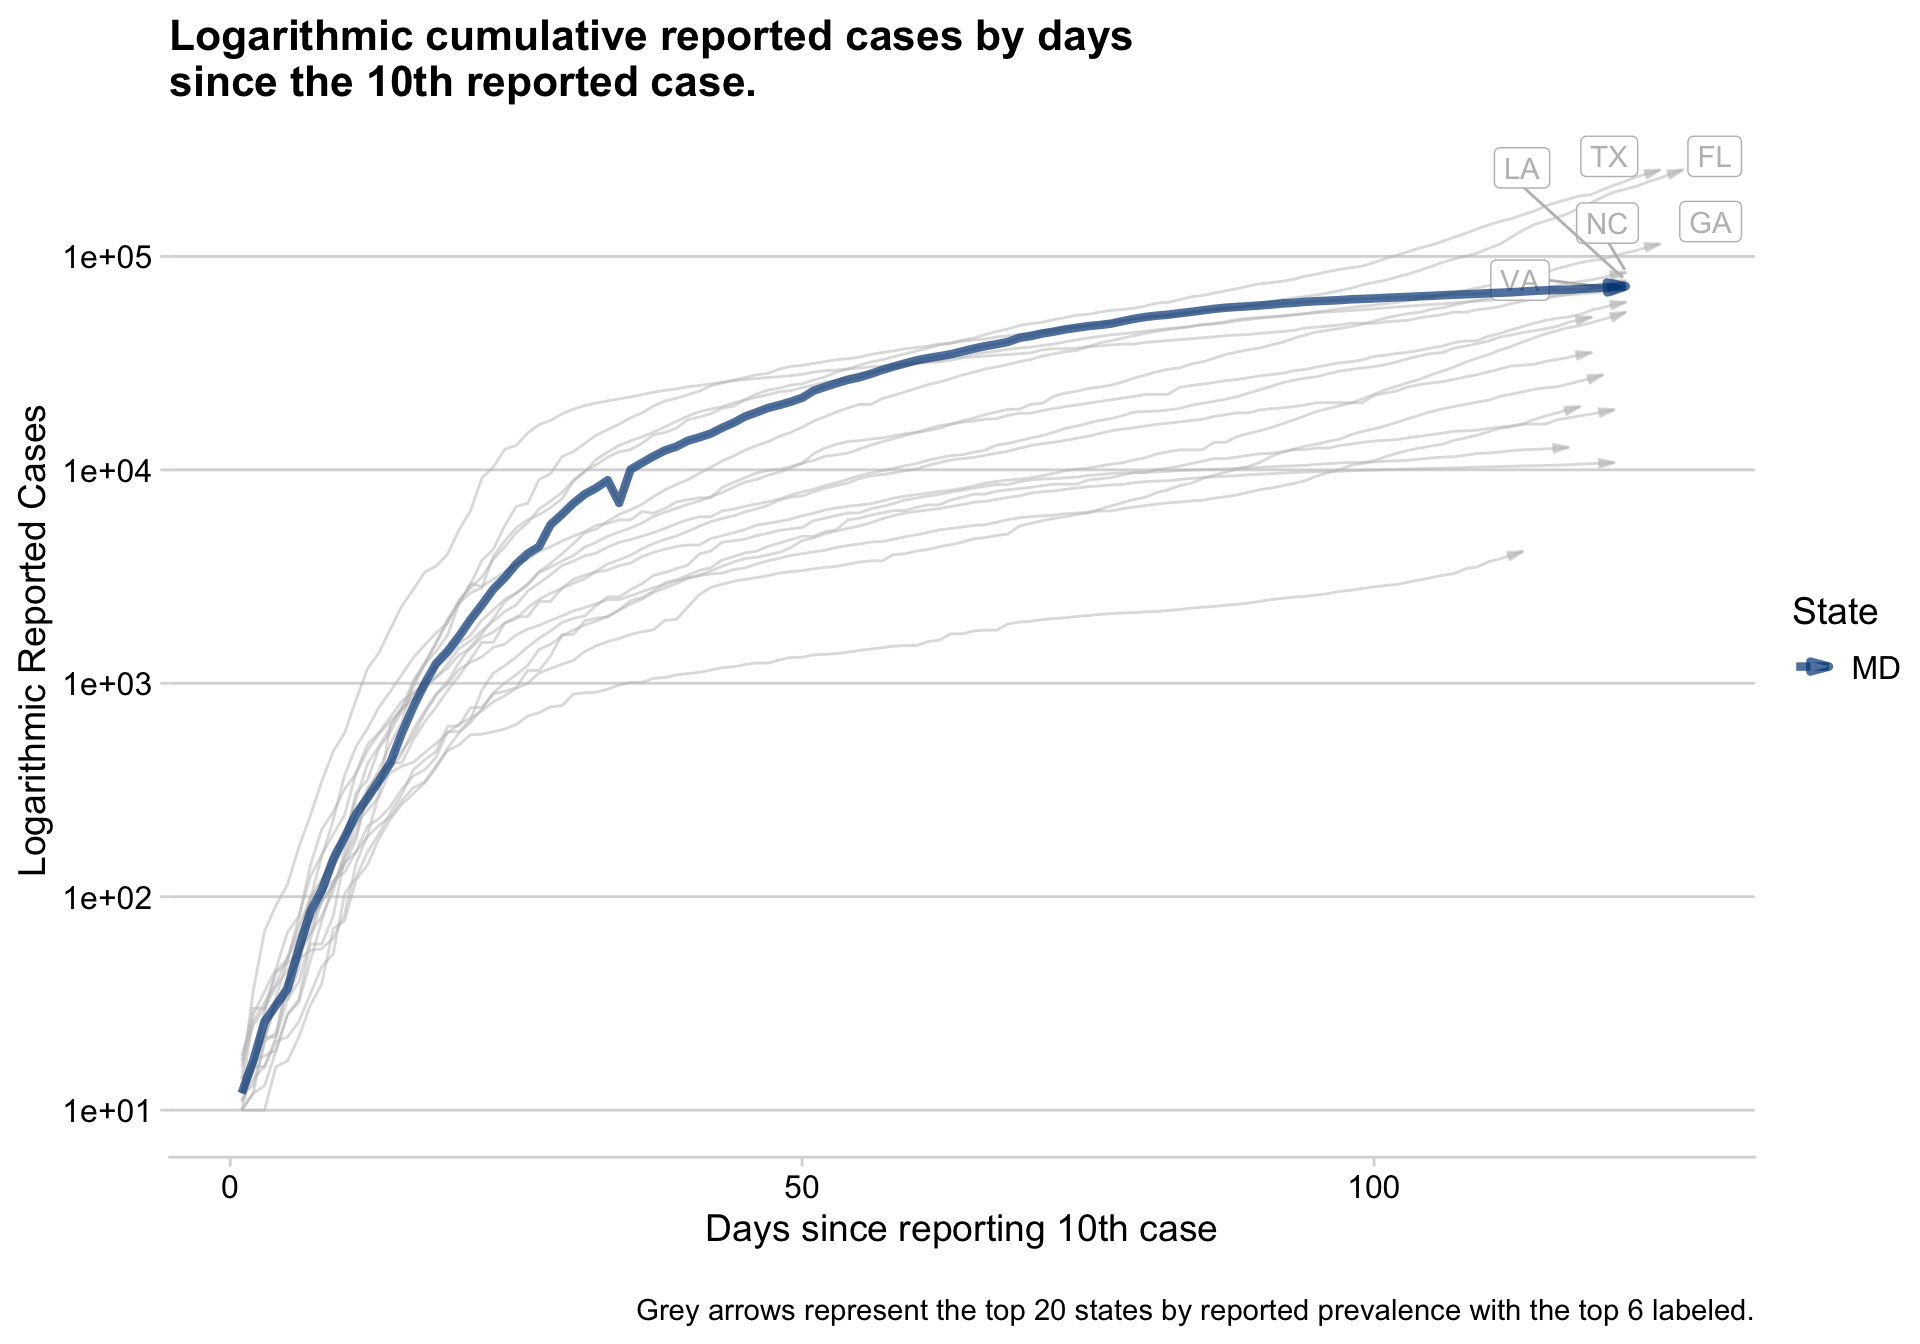 Logarithmic cumulative reported cases by days
since the 10th reported case.
LA
TX
FL
NC
GA
VA
1e+05
1e+04
1e+03
1e+02
1e+01
Logarithmic Reported Cases
State
MD
0
50
100
Days since reporting 10th case
Grey arrows represent the top 20 states by reported prevalence with the top 6 labeled.